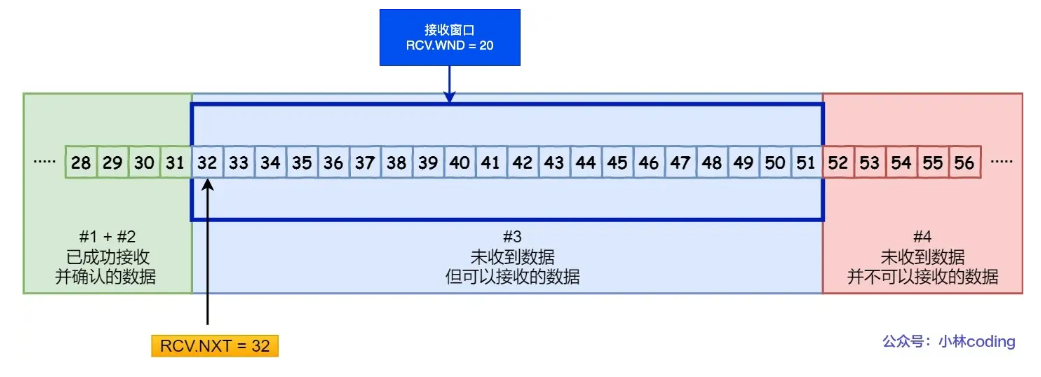 接收窗口
RCV.WND = 20
····· 28 29 30 31 32 33 34 35 36 37 38 39 40 41 42 43 44 45 46 47 48 49 50 51 52 53 54 55 56 ·····
#1 + #2
已成功接收
并确认的数据
#3
未收到数据
但可以接收的数据
#4
未收到数据
并不可以接收的数据
RCV.NXT = 32
公众号：小林coding